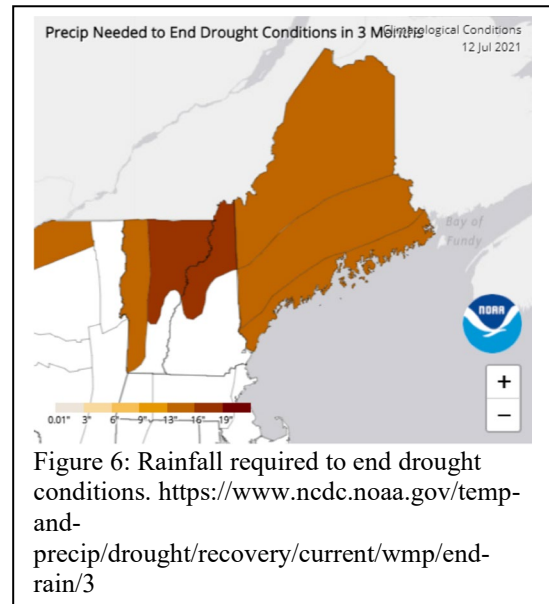 Precip Needed to End Drought Conditions in 3 Months
Climatological Conditions
12 Jul 2021
Bay of
Fundy
NOAA
+
−
0.01" 3" 6" 9" 13" 16" 19"
Figure 6: Rainfall required to end drought
conditions. https://www.ncdc.noaa.gov/temp-
and-
precip/drought/recovery/current/wmp/end-
rain/3